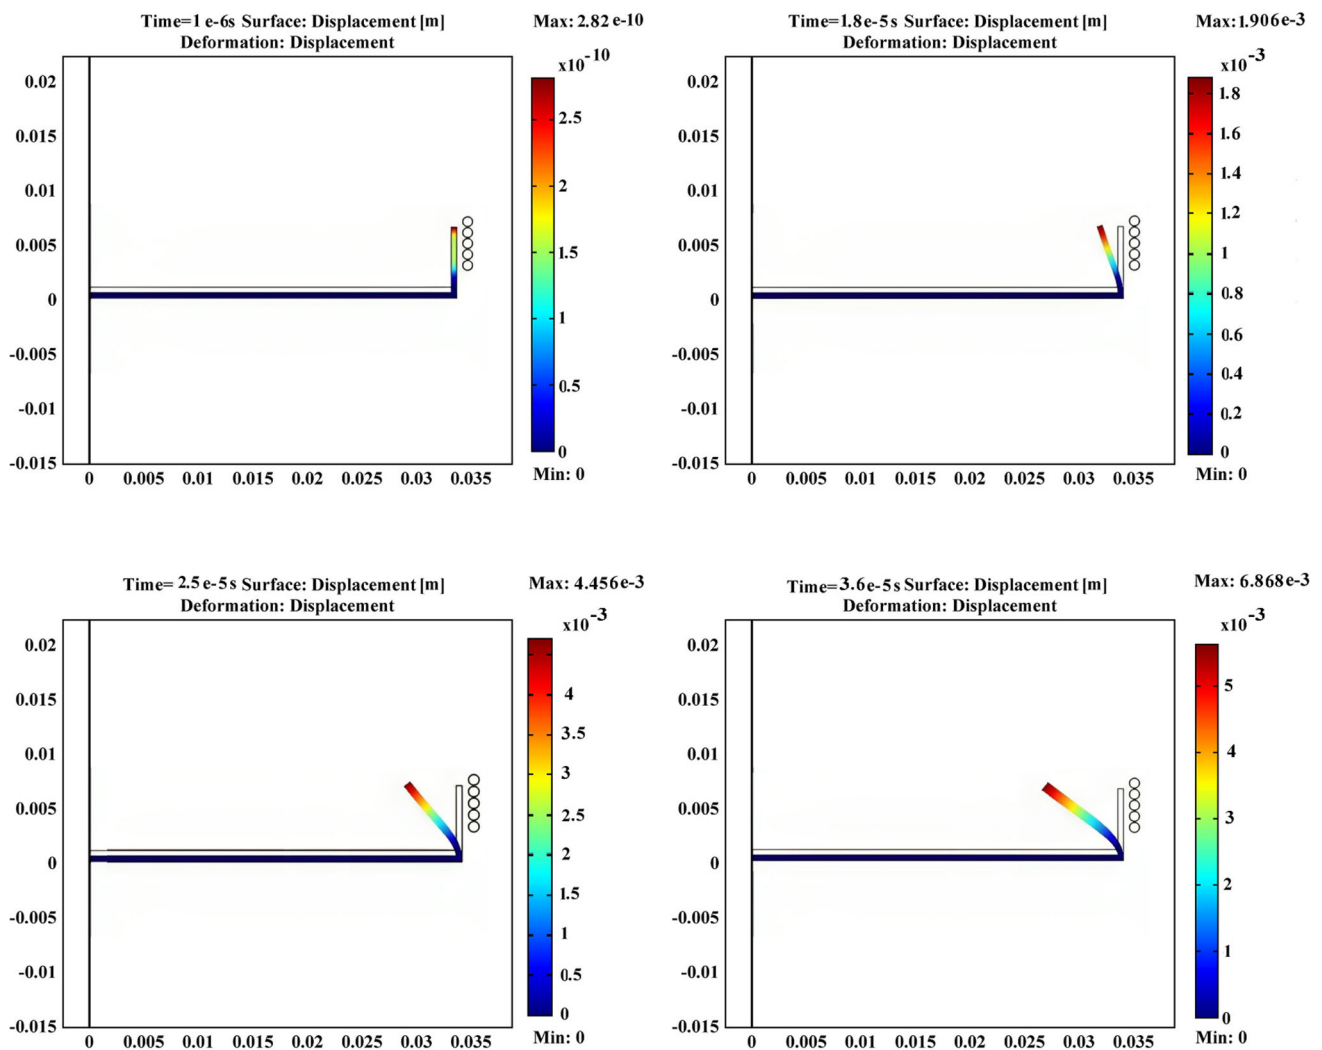 Time=1 e-6s Surface: Displacement [m]
Deformation: Displacement
Max: 2.82 e-10
x10-10
2.5
2
1.5
1
0.5
0
Min: 0
0.02
0.015
0.01
0.005
0
-0.005
-0.01
-0.015
0 0.005 0.01 0.015 0.02 0.025 0.03 0.035
Time=1.8e-5s Surface: Displacement [m]
Deformation: Displacement
Max:1.906e-3
x10-3
1.8
1.6
1.4
1.2
1
0.8
0.6
0.4
0.2
0
Min: 0
0.02
0.015
0.01
0.005
0
-0.005
-0.01
-0.015
0 0.005 0.01 0.015 0.02 0.025 0.03 0.035
Time= 2.5e-5s Surface: Displacement [m]
Deformation: Displacement
Max: 4.456e-3
x10-3
4
3.5
3
2.5
2
1.5
1
0.5
0
Min: 0
0.02
0.015
0.01
0.005
0
-0.005
-0.01
-0.015
0 0.005 0.01 0.015 0.02 0.025 0.03 0.035
Time=3.6e-5s Surface: Displacement [m]
Deformation: Displacement
Max: 6.868e-3
x10-3
5
4
3
2
1
0
Min: 0
0.02
0.015
0.01
0.005
0
-0.005
-0.01
-0.015
0 0.005 0.01 0.015 0.02 0.025 0.03 0.035